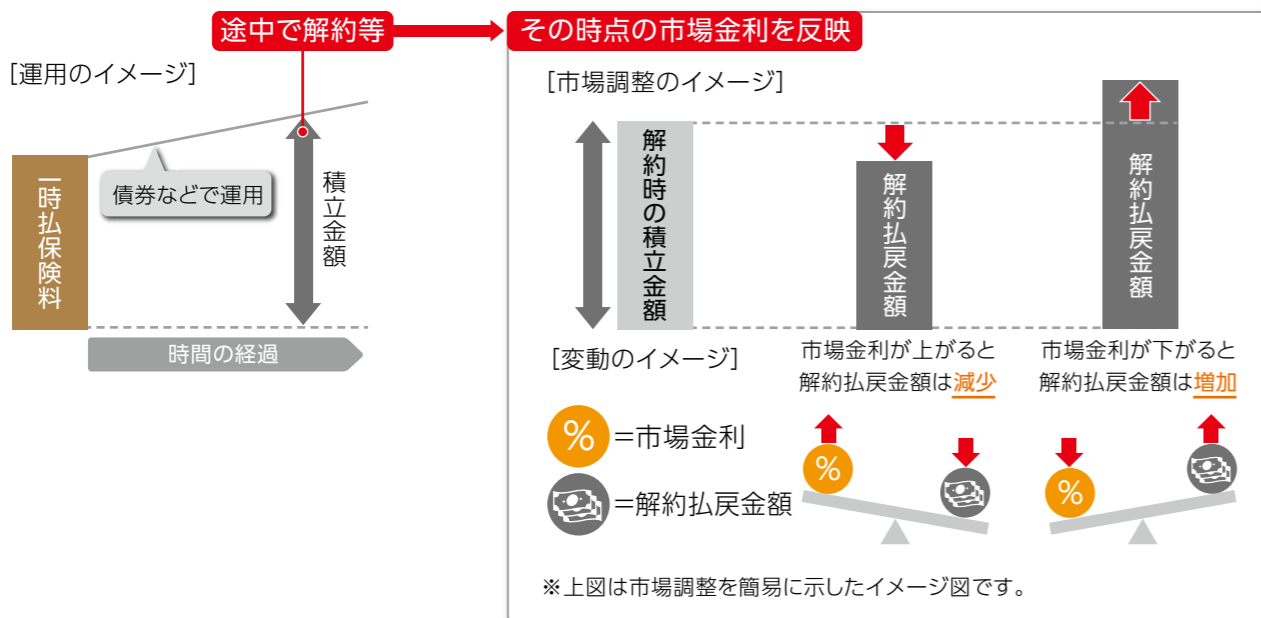 途中で解約等
その時点の市場金利を反映
[運用のイメージ]
一時払保険料
債券などで運用
積立金額
時間の経過
[市場調整のイメージ]
解約時の積立金額
解約払戻金額
解約払戻金額
市場金利が上がると
解約払戻金額は減少
市場金利が下がると
解約払戻金額は増加
[変動のイメージ]
%=市場金利
=解約払戻金額
%
%
※上図は市場調整を簡易に示したイメージ図です。